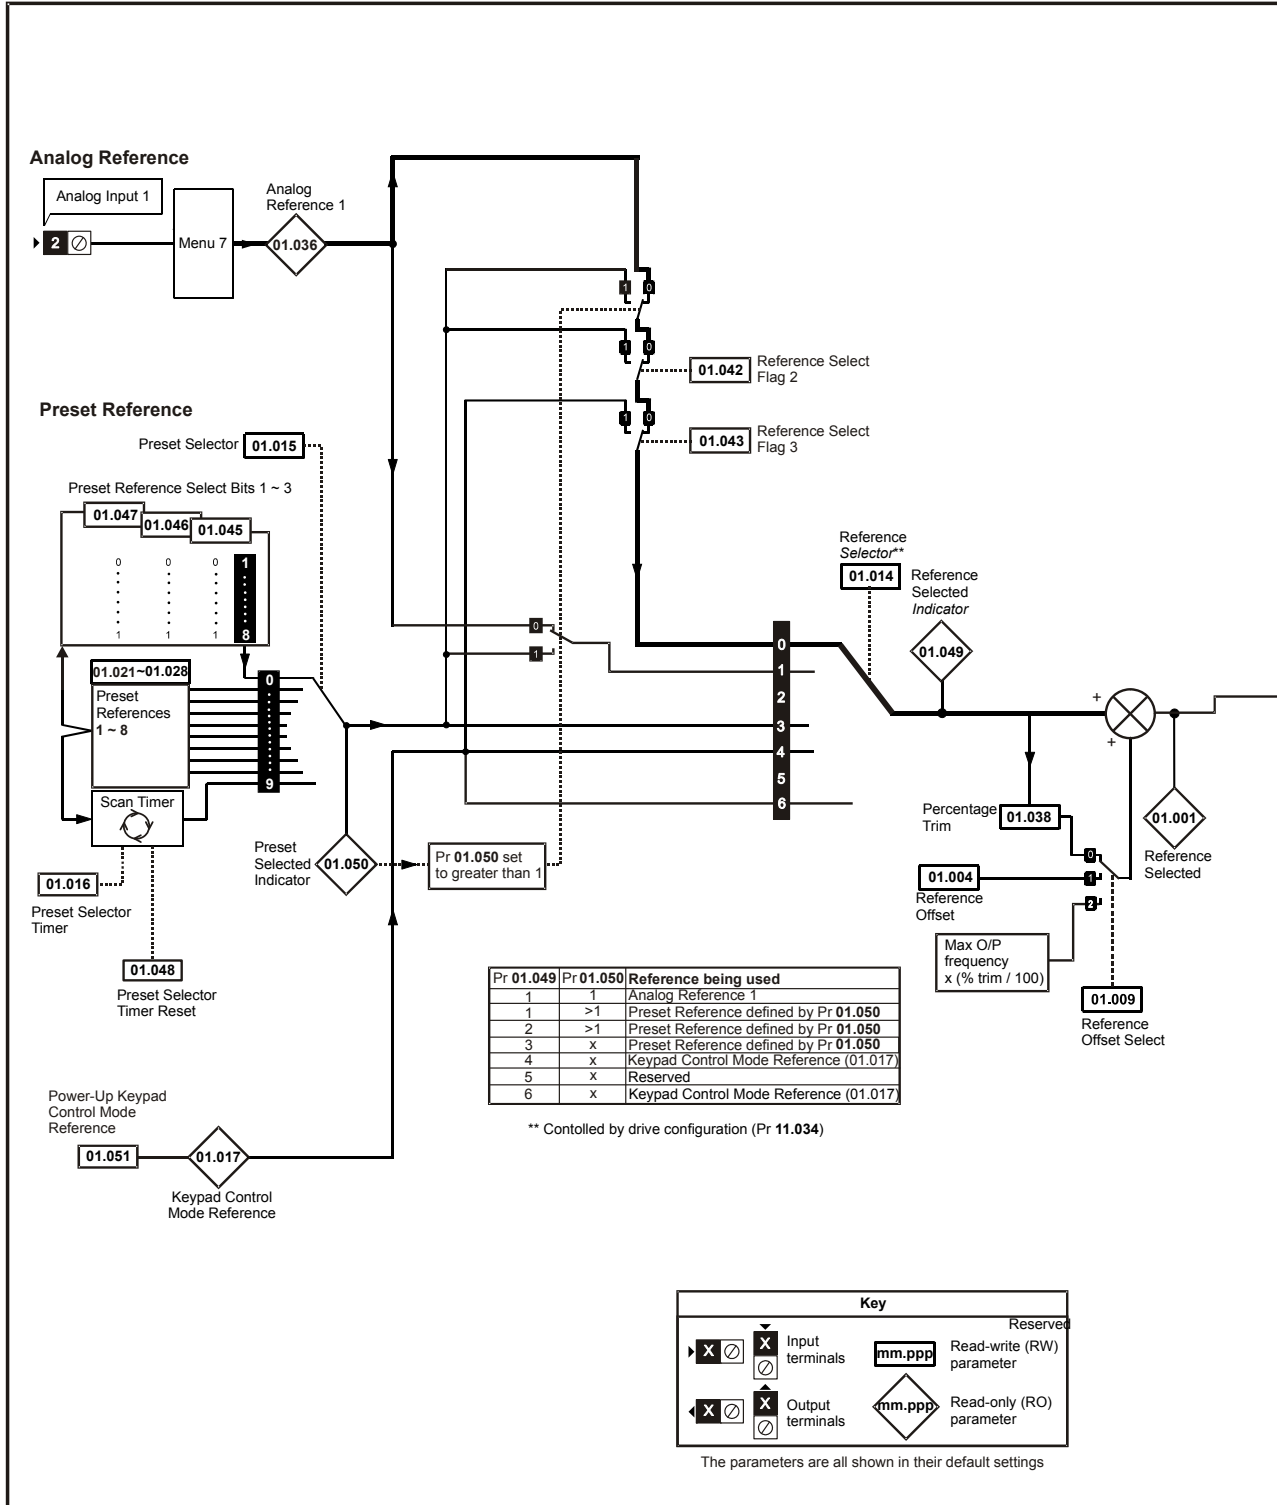 Analog Reference
Analog Input 1
2
Menu 7
Analog
Reference 1
01.036
1
0
1
0
01.042
Reference Select
Flag 2
1
0
01.043
Reference Select
Flag 3
Preset Reference
Preset Selector
01.015
Preset Reference Select Bits 1 ~ 3
01.047
01.046
01.045
0 0 0 1
1 1 1 8
01.021~01.028
Preset
References
1 ~ 8
0
9
Scan Timer
01.016
Preset Selector
Timer
01.048
Preset Selector
Timer Reset
Preset
Selected
Indicator
01.050
Pr 01.050 set
to greater than 1
0
1
0
1
2
3
4
5
6
Reference
Selector**
01.014
Reference
Selected
Indicator
01.049
+
+
Percentage
Trim
01.038
01.001
Reference
Selected
0
1
2
01.004
Reference
Offset
Max O/P
frequency
x (% trim / 100)
01.009
Reference
Offset Select
Pr 01.049 Pr 01.050 Reference being used
1 1 Analog Reference 1
1 >1 Preset Reference defined by Pr 01.050
2 >1 Preset Reference defined by Pr 01.050
3 x Preset Reference defined by Pr 01.050
4 x Keypad Control Mode Reference (01.017)
5 x Reserved
6 x Keypad Control Mode Reference (01.017)
** Contolled by drive configuration (Pr 11.034)
Power-Up Keypad
Control Mode
Reference
01.051
01.017
Keypad Control
Mode Reference
Key
Reserved
X
X
Input
terminals
mm.ppp
Read-write (RW)
parameter
X
X
Output
terminals
mm.ppp
Read-only (RO)
parameter
The parameters are all shown in their default settings